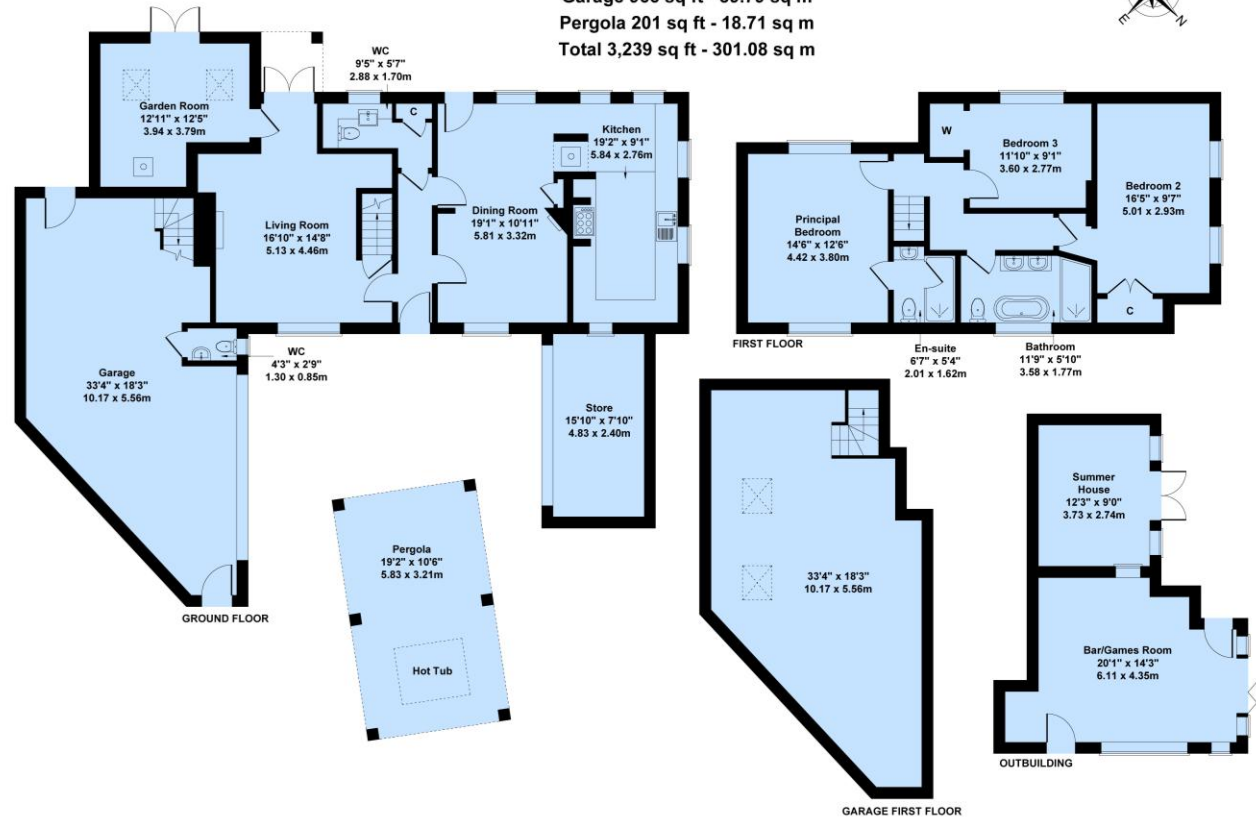 Pergola 201 sq ft - 18.71 sq m
Total 3,239 sq ft - 301.08 sq m
E
N
WC
9'5" x 5'7"
2.88 x 1.70m
C
Garden Room
12'11" x 12'5"
3.94 x 3.79m
Kitchen
19'2" x 9'1"
5.84 x 2.76m
Living Room
16'10" x 14'8"
5.13 x 4.46m
Dining Room
19'1" x 10'11"
5.81 x 3.32m
WC
4'3" x 2'9"
1.30 x 0.85m
Garage
33'4" x 18'3"
10.17 x 5.56m
Store
15'10" x 7'10"
4.83 x 2.40m
Pergola
19'2" x 10'6"
5.83 x 3.21m
Hot Tub
GROUND FLOOR
W
Bedroom 3
11'10" x 9'1"
3.60 x 2.77m
Bedroom 2
16'5" x 9'7"
5.01 x 2.93m
Principal
Bedroom
14'6" x 12'6"
4.42 x 3.80m
C
FIRST FLOOR
En-suite
6'7" x 5'4"
2.01 x 1.62m
Bathroom
11'9" x 5'10"
3.58 x 1.77m
33'4" x 18'3"
10.17 x 5.56m
GARAGE FIRST FLOOR
Summer
House
12'3" x 9'0"
3.73 x 2.74m
Bar/Games Room
20'1" x 14'3"
6.11 x 4.35m
OUTBUILDING